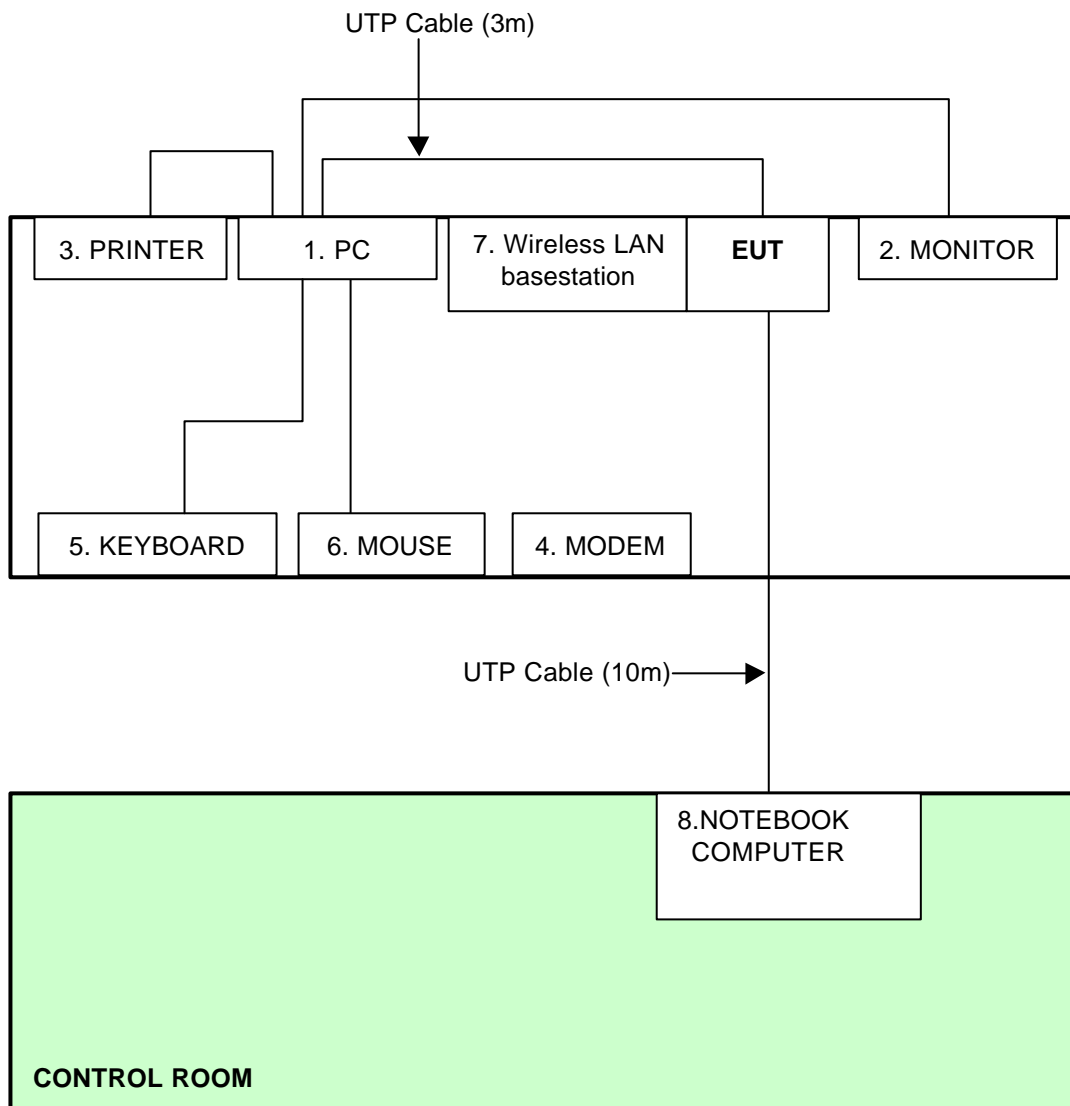 UTP Cable (3m)
3. PRINTER
1. PC
7. Wireless LAN
basestation
EUT
2. MONITOR
5. KEYBOARD
6. MOUSE
4. MODEM
UTP Cable (10m)
8.NOTEBOOK
COMPUTER
CONTROL ROOM